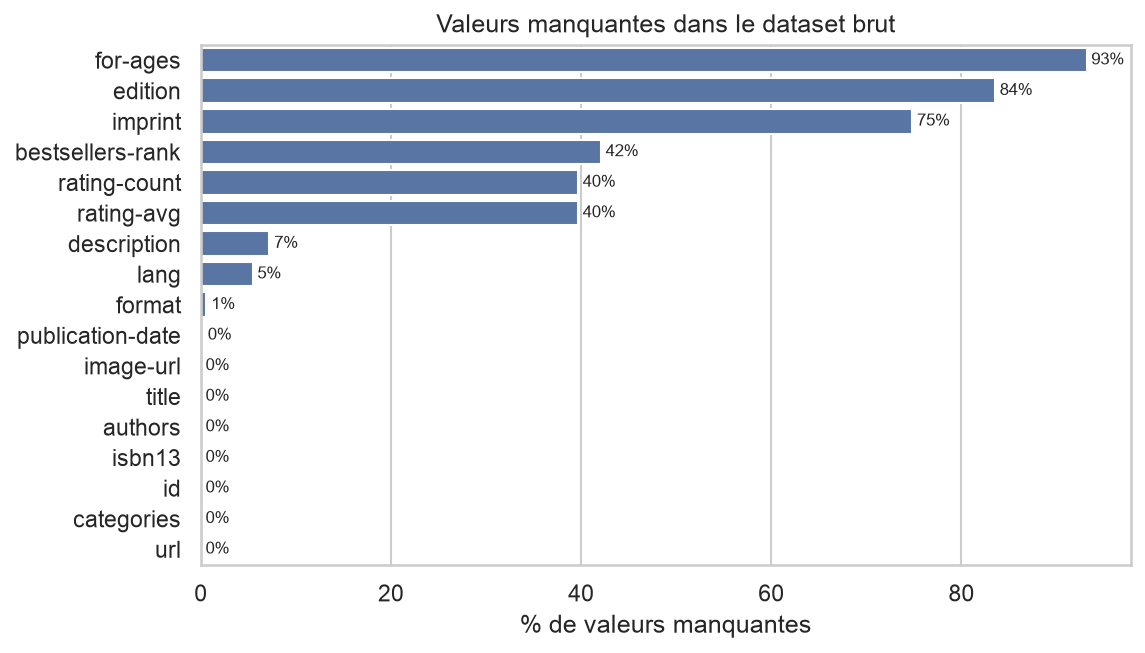 Valeurs manquantes dans le dataset brut
for-ages 93%
edition 84%
imprint 75%
bestsellers-rank 42%
rating-count 40%
rating-avg 40%
description 7%
lang 5%
format 1%
publication-date 0%
image-url 0%
title 0%
authors 0%
isbn13 0%
id 0%
categories 0%
url 0%
0 20 40 60 80
% de valeurs manquantes